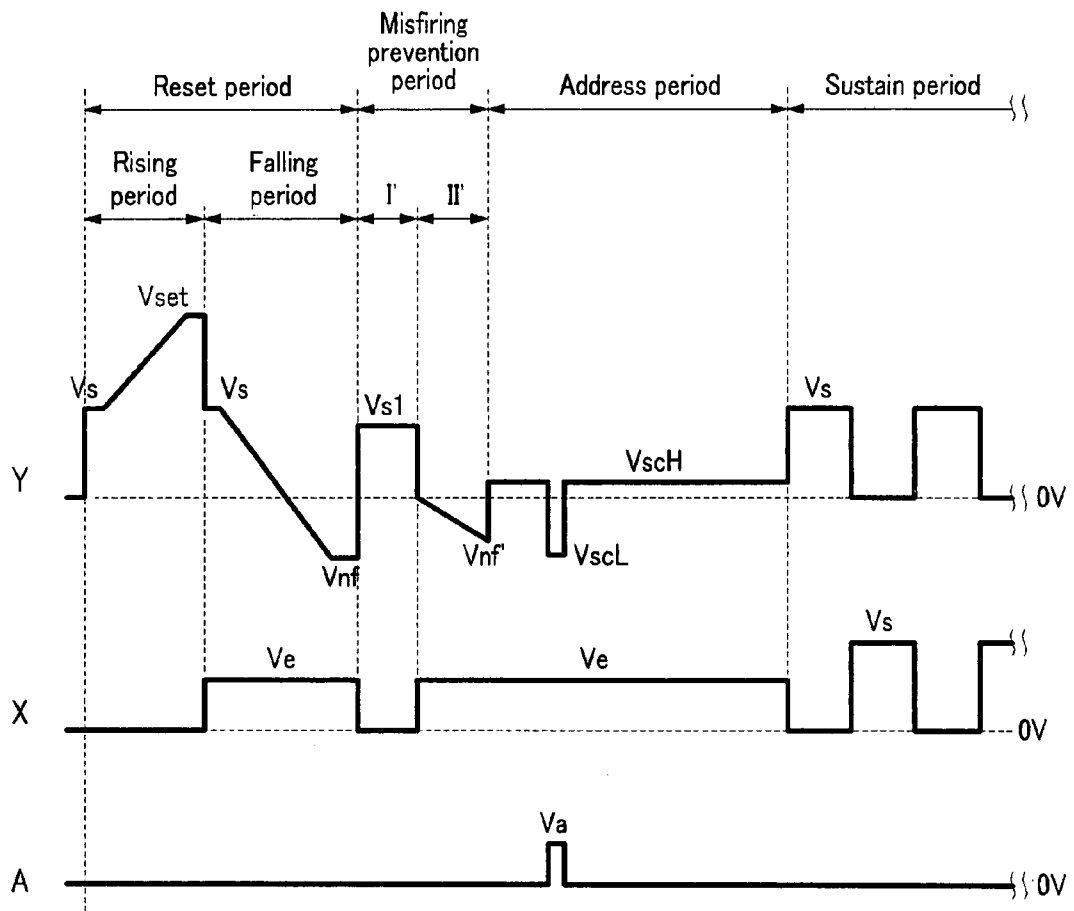 Misfiring
prevention
period
Reset period
Address period
Sustain period
Rising
period
Falling
period
I'
II'
Vset
Vs
Vs
Vs1
Vs
VscH
Y
0V
Vnf
Vnf'
VscL
Vs
Ve
Ve
X
0V
Va
A
0V